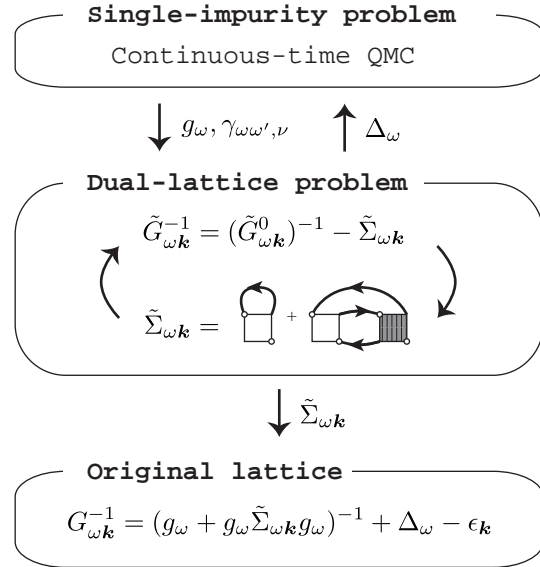 Single-impurity problem
Continuous-time QMC
g_ω, γ_{ωω′,ν} Δ_ω
Dual-lattice problem
G̃^{-1}_{ω𝒌} = (G̃^0_{ω𝒌})^{-1} − Σ̃_{ω𝒌}
Σ̃_{ω𝒌} = +
Σ̃_{ω𝒌}
Original lattice
G^{-1}_{ω𝒌} = (g_ω + g_ω Σ̃_{ω𝒌} g_ω)^{-1} + Δ_ω − ϵ_𝒌